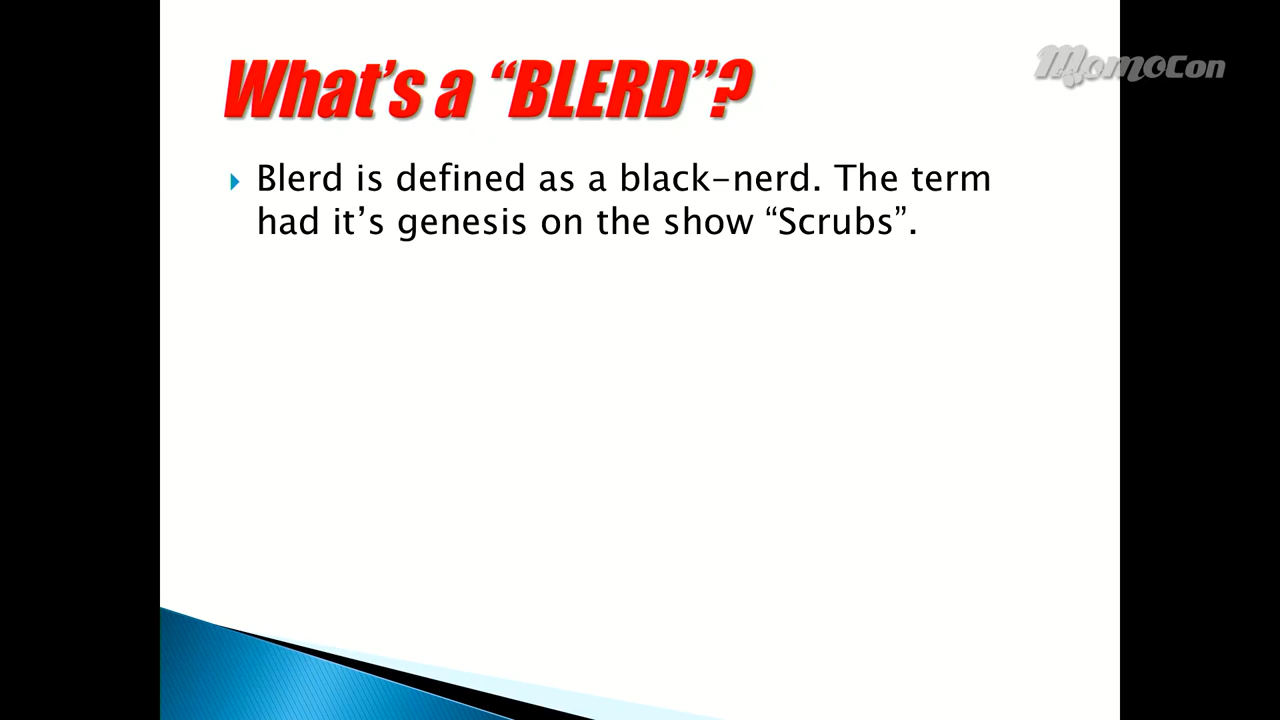 What's a “BLERD”?
MomoCon
Blerd is defined as a black-nerd. The term
had it’s genesis on the show “Scrubs”.